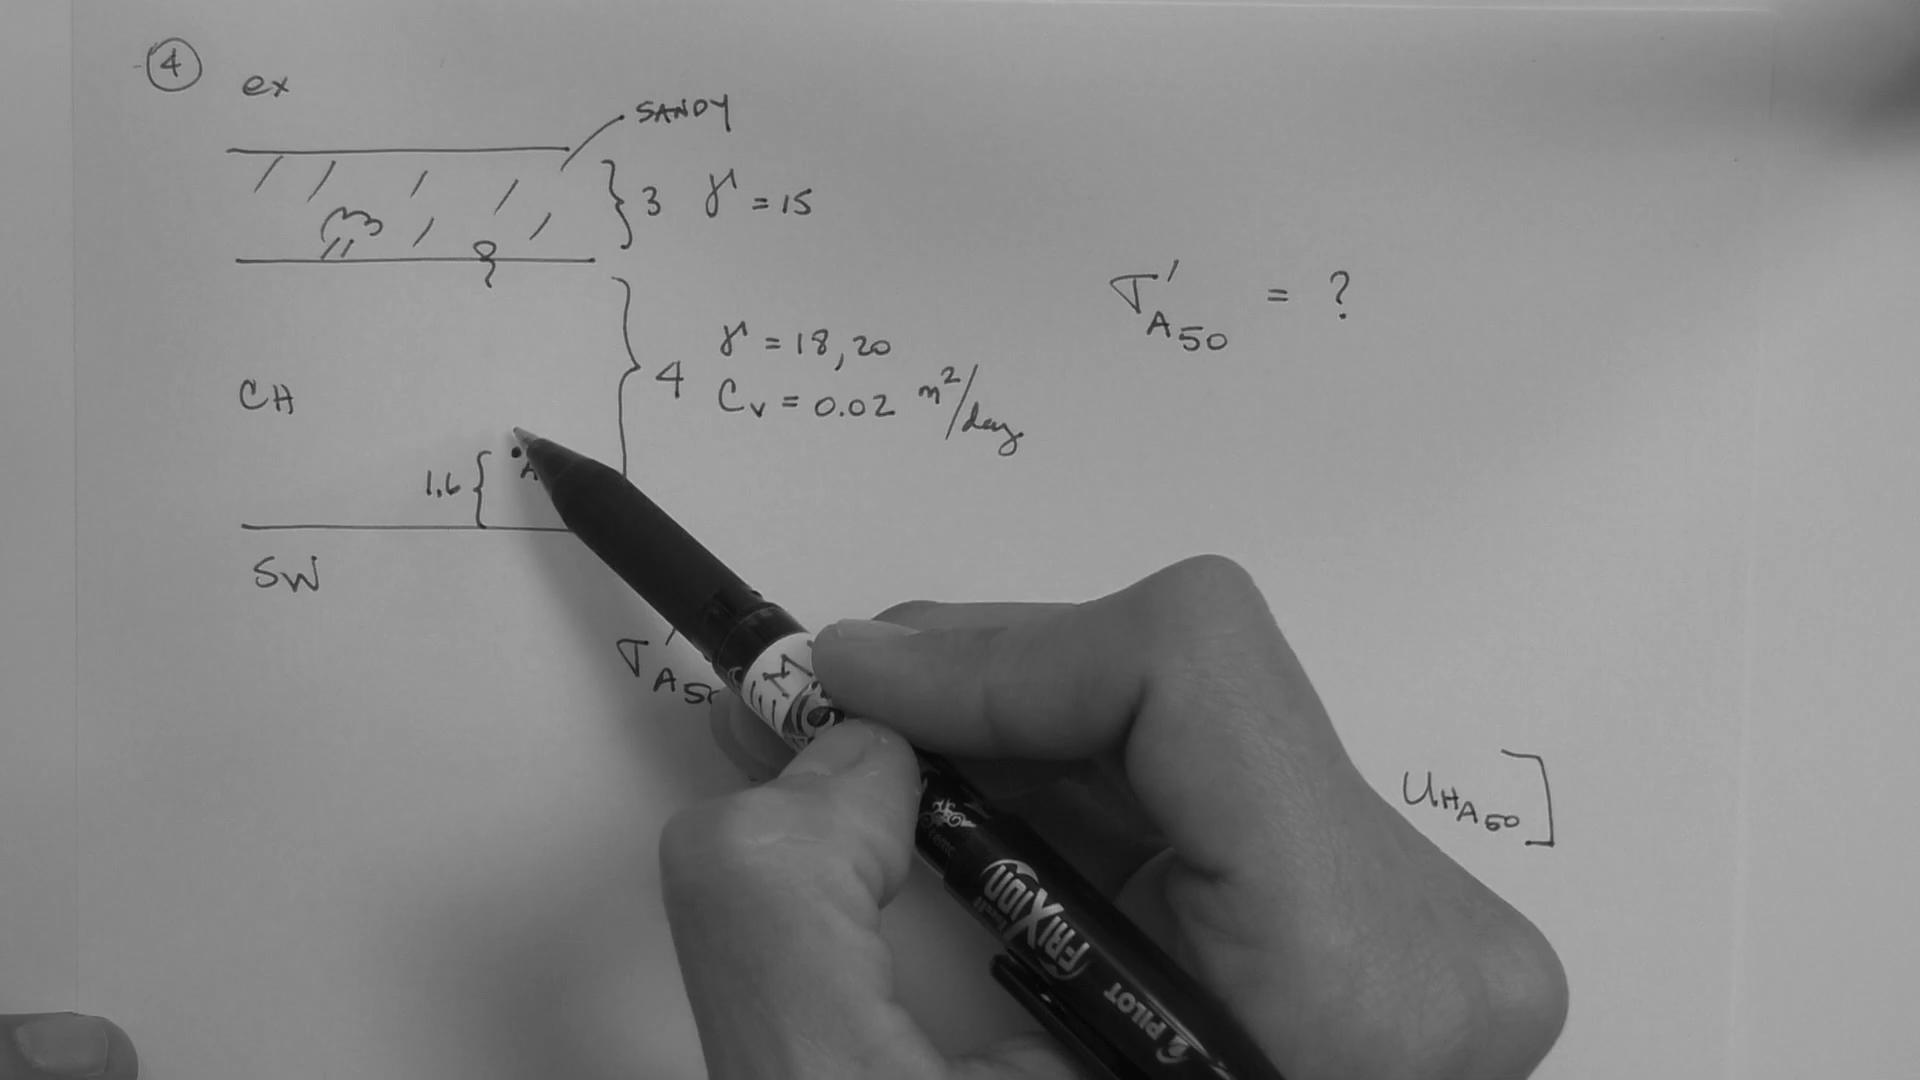 4 ex
SANDY
3 γ = 15
CH
4 γ = 18,20
Cv = 0.02 m²/day
1.6
A
SW
σ'A50 = ?
σ'A50
UHA50]
PILOT FRIXION